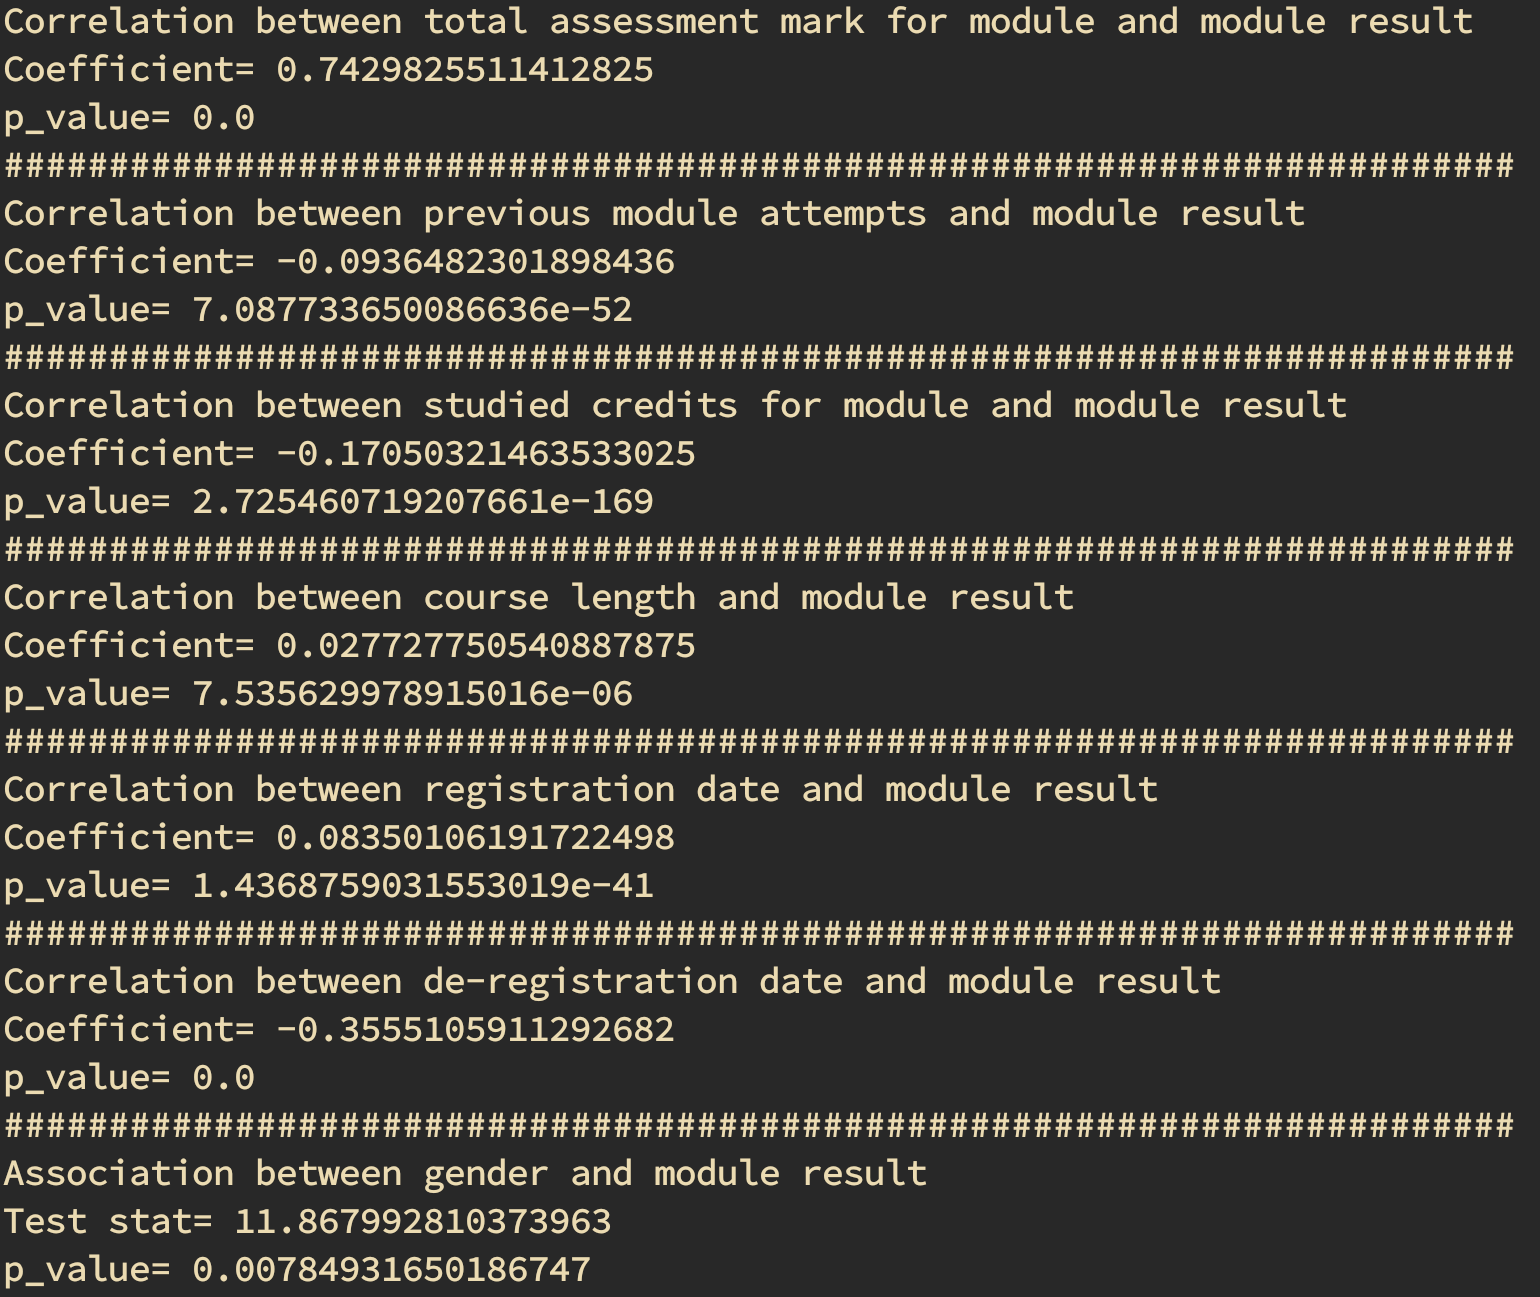 Correlation between total assessment mark for module and module result
Coefficient= 0.7429825511412825
p_value= 0.0
########################################################################
Correlation between previous module attempts and module result
Coefficient= -0.0936482301898436
p_value= 7.087733650086636e-52
########################################################################
Correlation between studied credits for module and module result
Coefficient= -0.17050321463533025
p_value= 2.725460719207661e-169
########################################################################
Correlation between course length and module result
Coefficient= 0.027727750540887875
p_value= 7.535629978915016e-06
########################################################################
Correlation between registration date and module result
Coefficient= 0.08350106191722498
p_value= 1.4368759031553019e-41
########################################################################
Correlation between de-registration date and module result
Coefficient= -0.3555105911292682
p_value= 0.0
########################################################################
Association between gender and module result
Test stat= 11.867992810373963
p_value= 0.00784931650186747